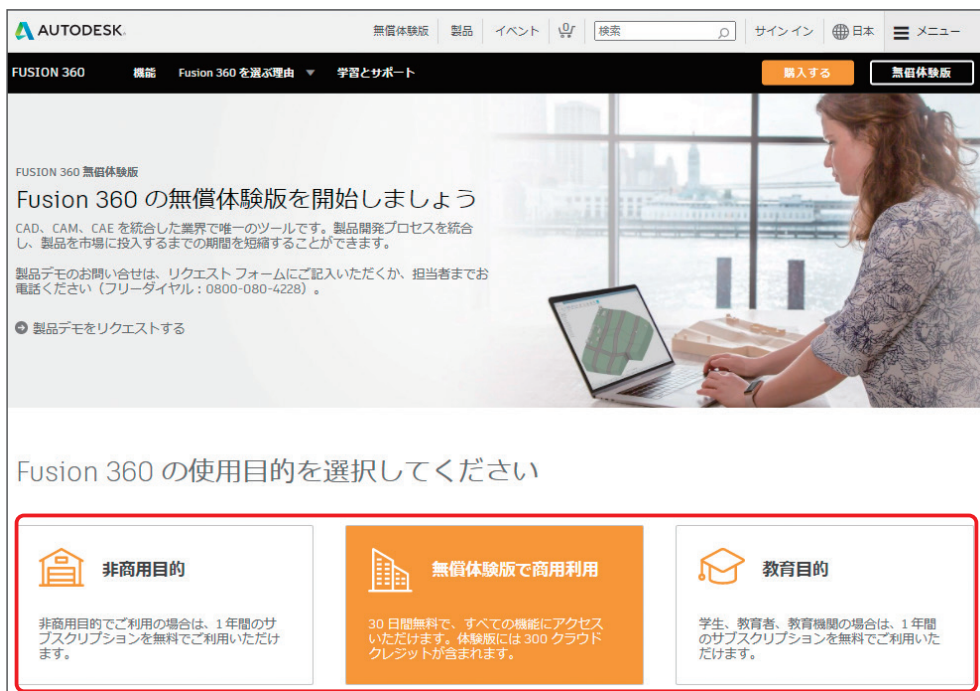 AUTODESK.
無償体験版 製品 イベント 0 検索 サインイン 日本 メニュー
FUSION 360 機能 Fusion 360 を選ぶ理由 ▼ 学習とサポート 購入する 無償体験版
FUSION 360 無償体験版
Fusion 360 の無償体験版を開始しましょう
CAD、CAM、CAE を統合した業界で唯一のツールです。製品開発プロセスを統合
し、製品を市場に投入するまでの期間を短縮することができます。
製品デモのお問い合せは、リクエスト フォームにご記入いただくか、担当者までお
電話ください（フリーダイヤル：0800-080-4228）。
製品デモをリクエストする
Fusion 360 の使用目的を選択してください
非商用目的
非商用目的でご利用の場合は、1 年間のサ
ブスクリプションを無料でご利用いただけ
ます。
無償体験版で商用利用
30 日間無料で、すべての機能にアクセス
いただけます。体験版には 300 クラウド
クレジットが含まれます。
教育目的
学生、教育者、教育機関の場合は、1 年間
のサブスクリプションを無料でご利用いた
だけます。